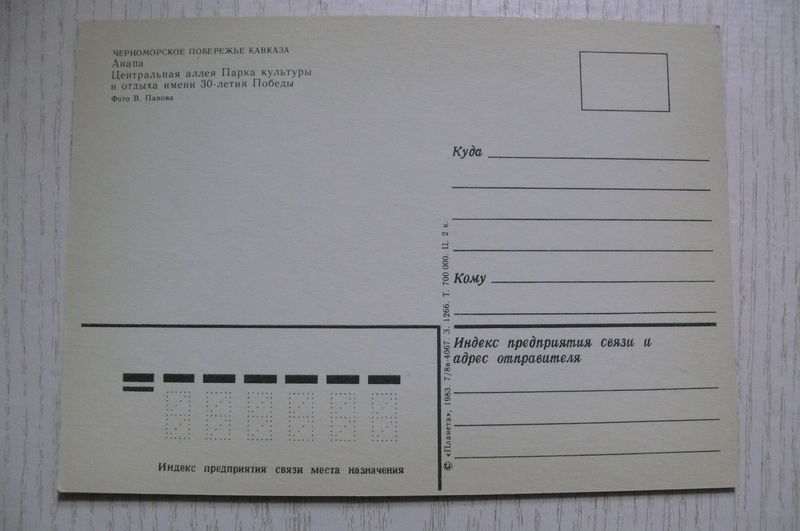 ЧЕРНОМОРСКОЕ ПОБЕРЕЖЬЕ КАВКАЗА
Анапа
Центральная аллея Парка культуры
и отдыха имени 30-летия Победы
Фото В. Панова
Куда
Кому
© «Планета», 1983. 7/8в-4067. З. 1266. Т. 700 000. Ц. 2 к.
Индекс предприятия связи и
адрес отправителя
Индекс предприятия связи места назначения